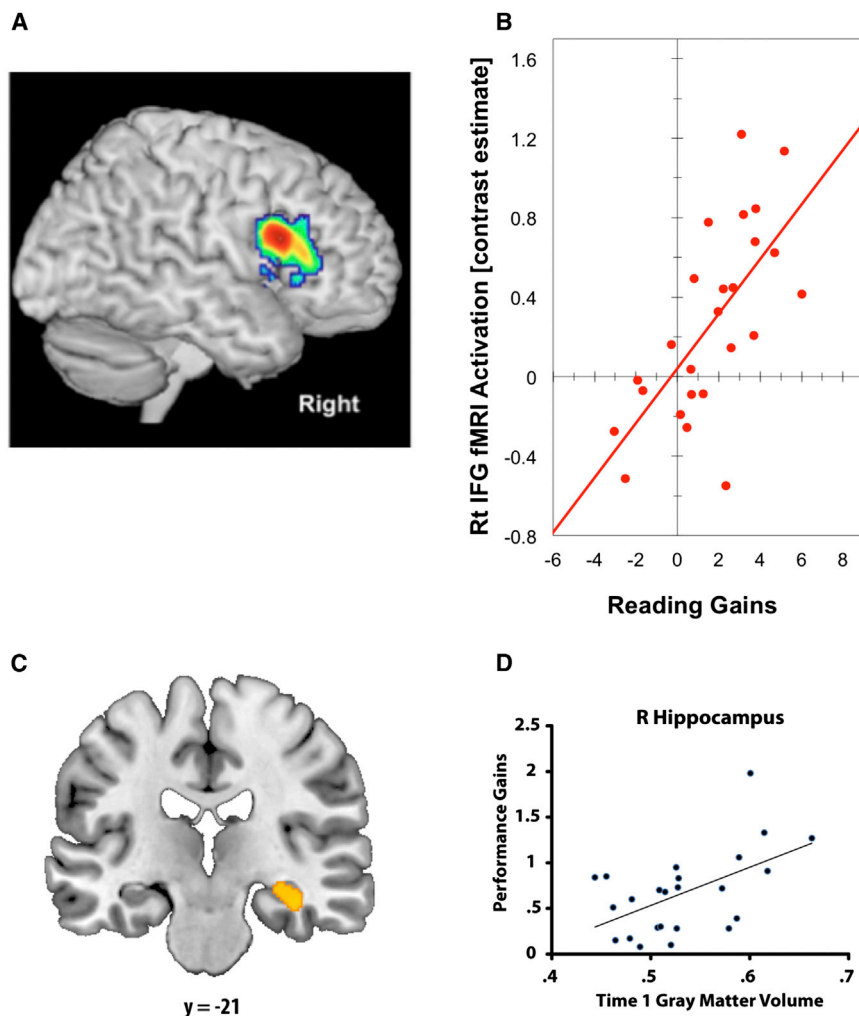 A
Right
B
Rt IFG fMRI Activation [contrast estimate]
1.6
1.2
0.8
0.4
0
-0.4
-0.8
-6 -4 -2 0 2 4 6 8
Reading Gains
C
y = -21
D
R Hippocampus
Performance Gains
2.5
2
1.5
1
.5
0
.4 .5 .6 .7
Time 1 Gray Matter Volume